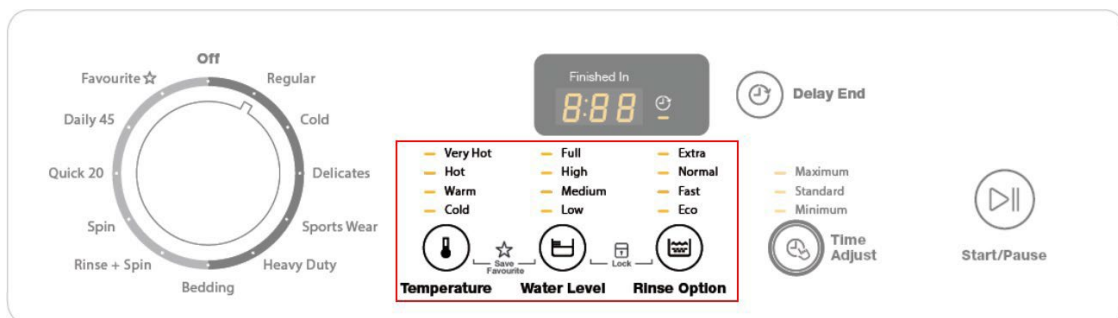 Off
Favourite
Regular
Daily 45
Cold
Quick 20
Delicates
Spin
Sports Wear
Rinse + Spin
Heavy Duty
Bedding
Finished In
8:88
Delay End
Very Hot
Hot
Warm
Cold
Full
High
Medium
Low
Extra
Normal
Fast
Eco
Save
Favourite
Lock
Temperature
Water Level
Rinse Option
Maximum
Standard
Minimum
Time
Adjust
Start/Pause